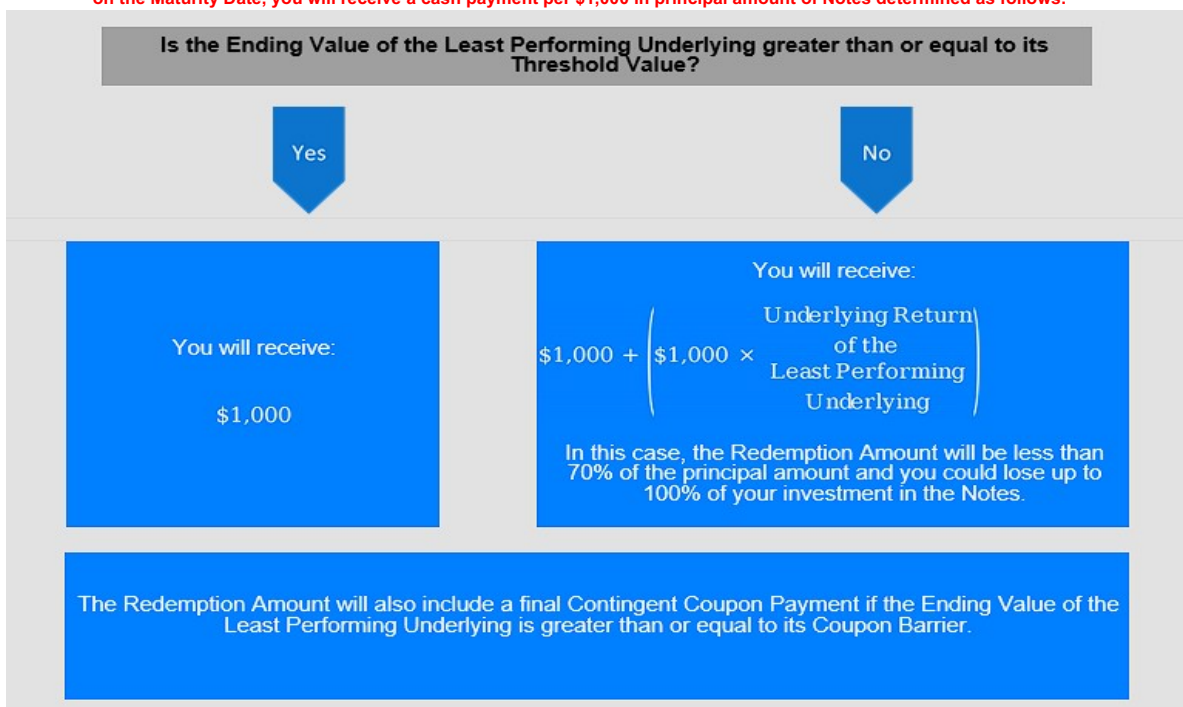 on the Maturity Date, you will receive a cash payment per $1,000 in principal amount of Notes determined as follows:
Is the Ending Value of the Least Performing Underlying greater than or equal to its
Threshold Value?
Yes
No
You will receive:
$1,000
You will receive:
$1,000 + ($1,000 × Underlying Return
of the
Least Performing
Underlying)
In this case, the Redemption Amount will be less than
70% of the principal amount and you could lose up to
100% of your investment in the Notes.
The Redemption Amount will also include a final Contingent Coupon Payment if the Ending Value of the
Least Performing Underlying is greater than or equal to its Coupon Barrier.